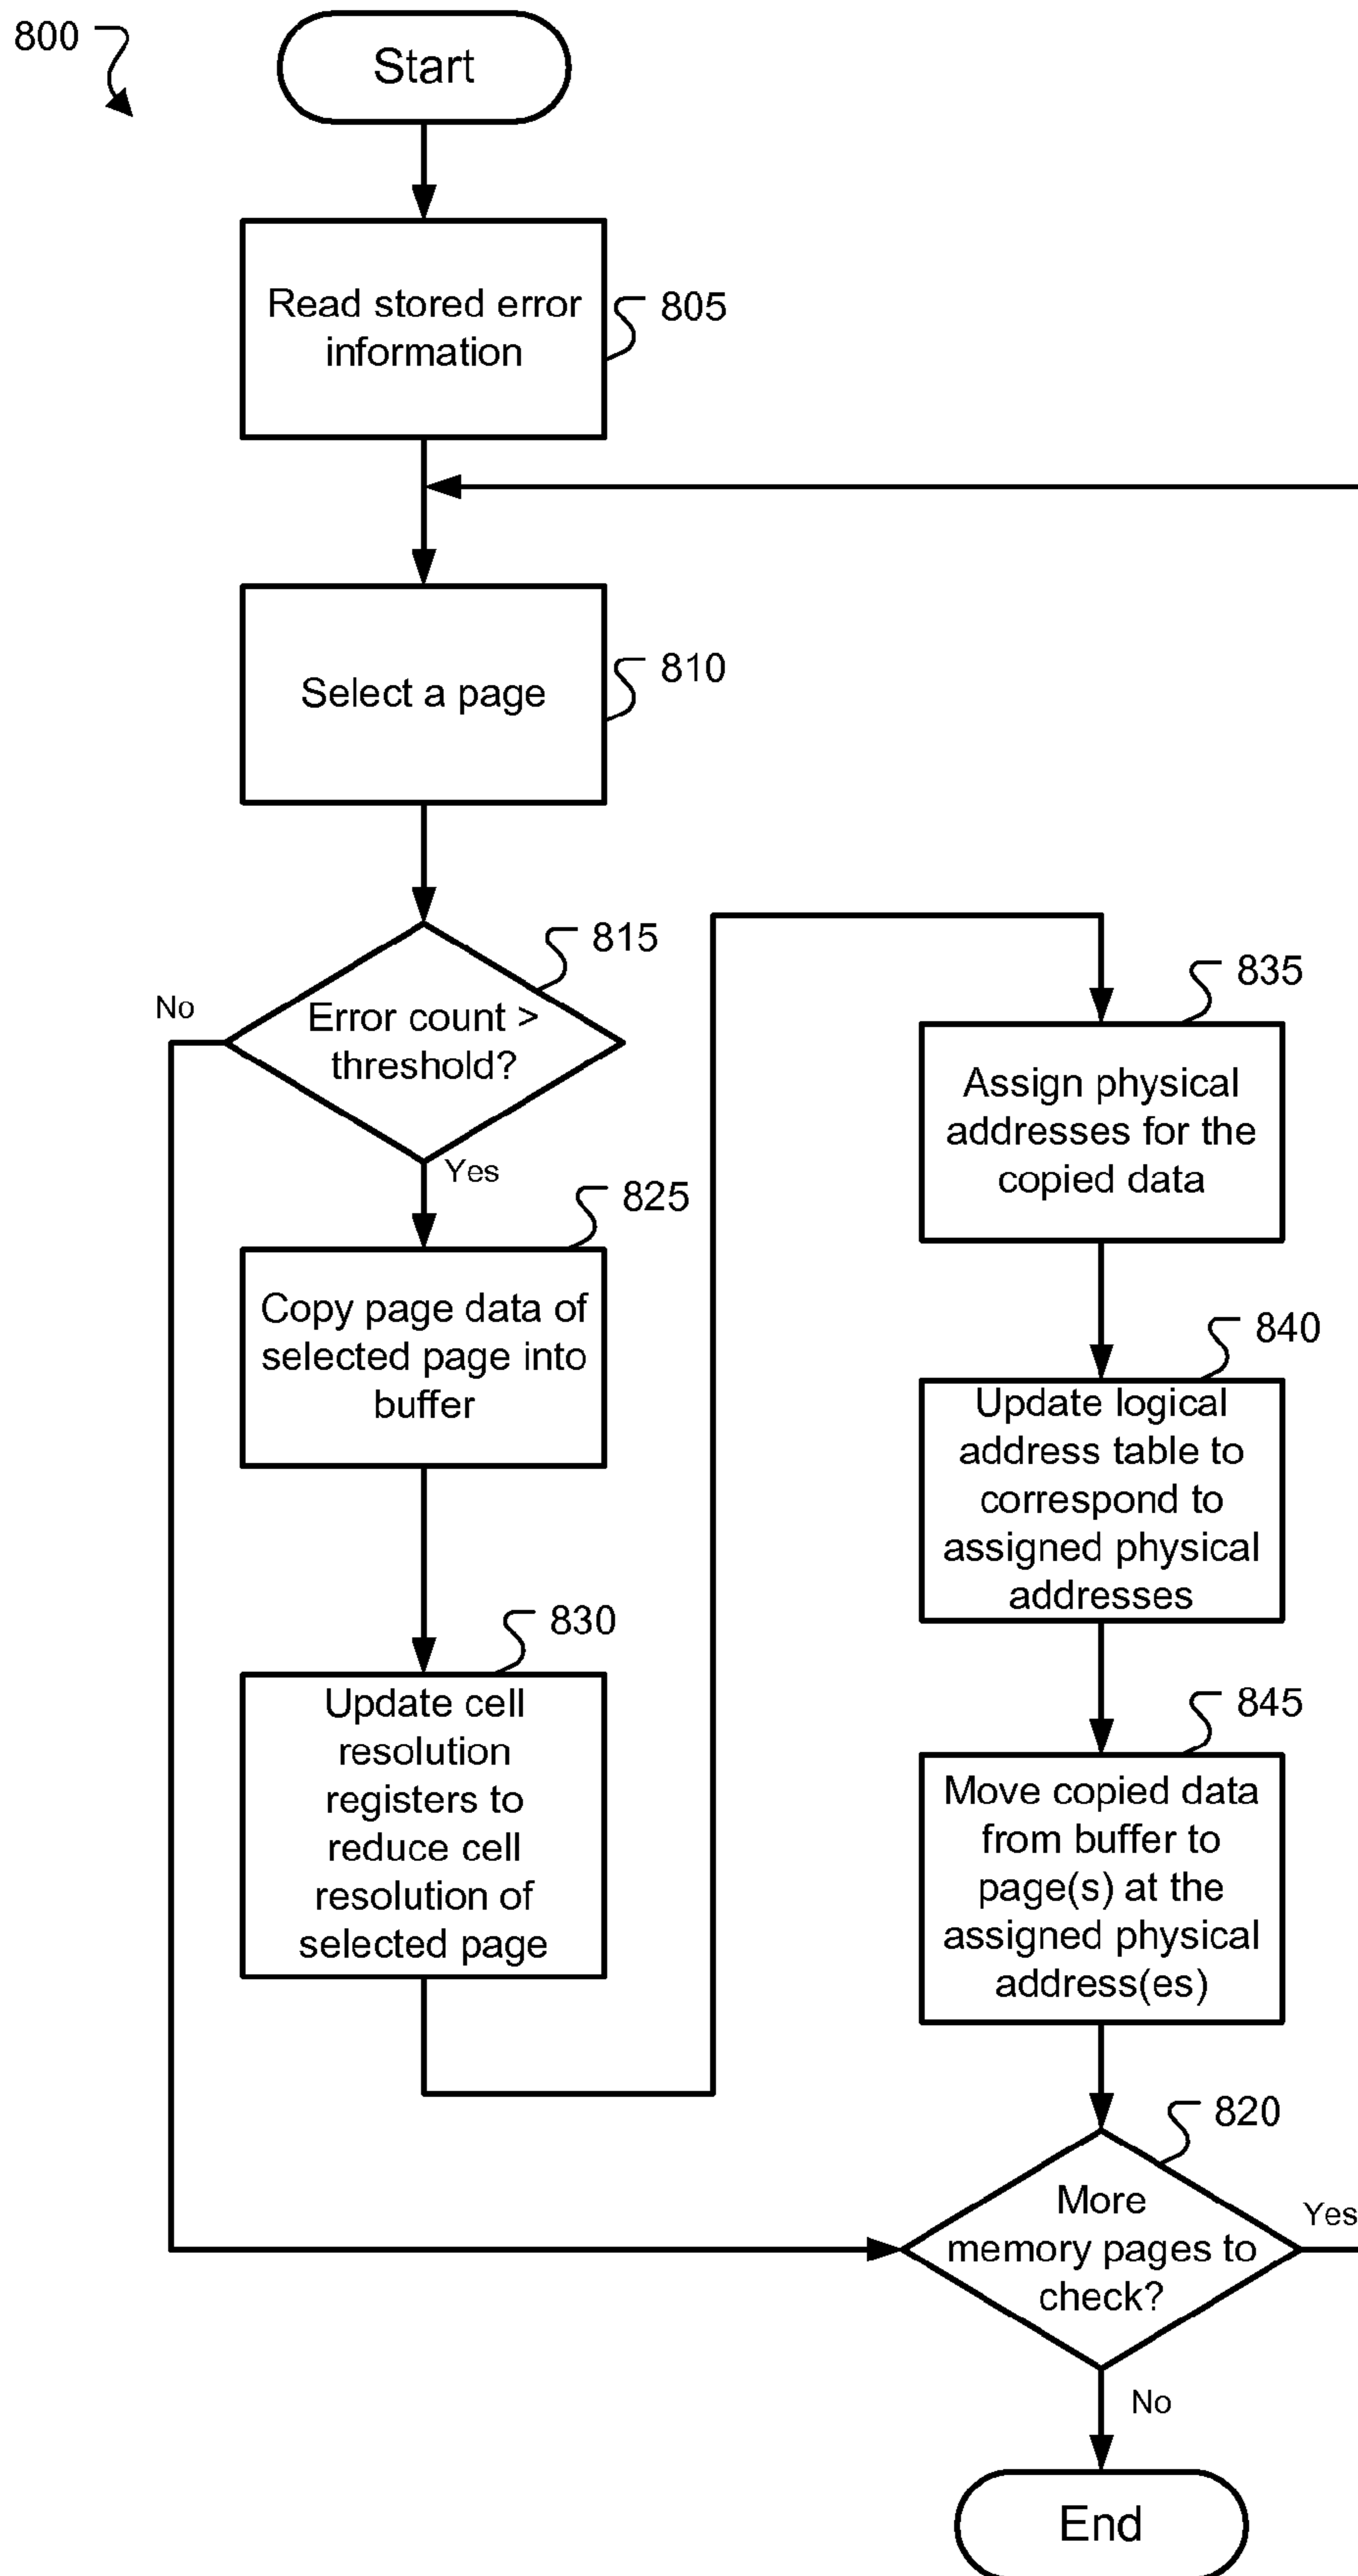 800
Start
Read stored error
information
805
Select a page
810
815
No
Error count >
threshold?
Yes
825
Copy page data of
selected page into
buffer
830
Update cell
resolution
registers to
reduce cell
resolution of
selected page
835
Assign physical
addresses for the
copied data
840
Update logical
address table to
correspond to
assigned physical
addresses
845
Move copied data
from buffer to
page(s) at the
assigned physical
address(es)
820
More
memory pages to
check?
Yes
No
End